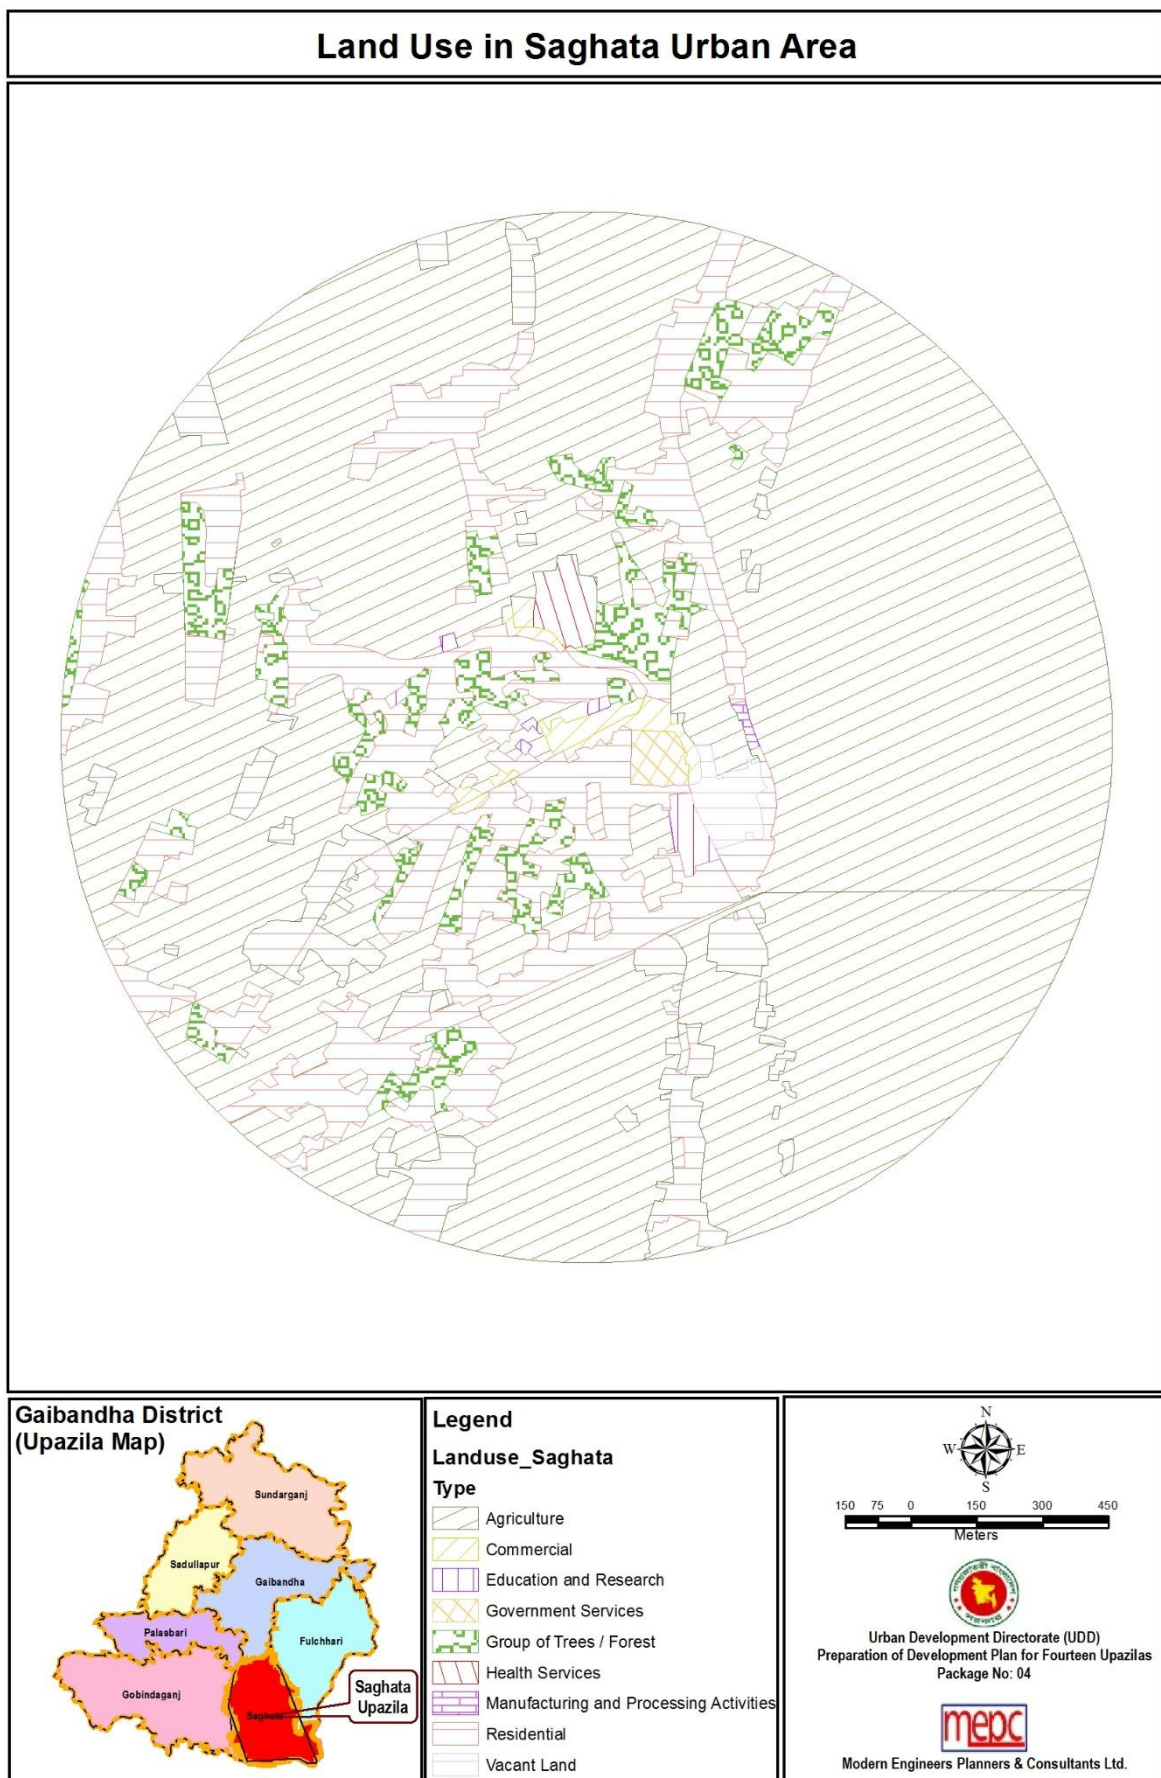 Land Use in Saghata Urban Area
Gaibandha District
(Upazila Map)
Sundarganj
Sadullapur
Gaibandha
Palasbari
Fulchhari
Gobindaganj
Saghata
Saghata
Upazila
Legend
Landuse_Saghata
Type
Agriculture
Commercial
Education and Research
Government Services
Group of Trees / Forest
Health Services
Manufacturing and Processing Activities
Residential
Vacant Land
N
W E
S
150 75 0 150 300 450
Meters
Urban Development Directorate (UDD)
Preparation of Development Plan for Fourteen Upazilas
Package No: 04
mepc
Modern Engineers Planners & Consultants Ltd.